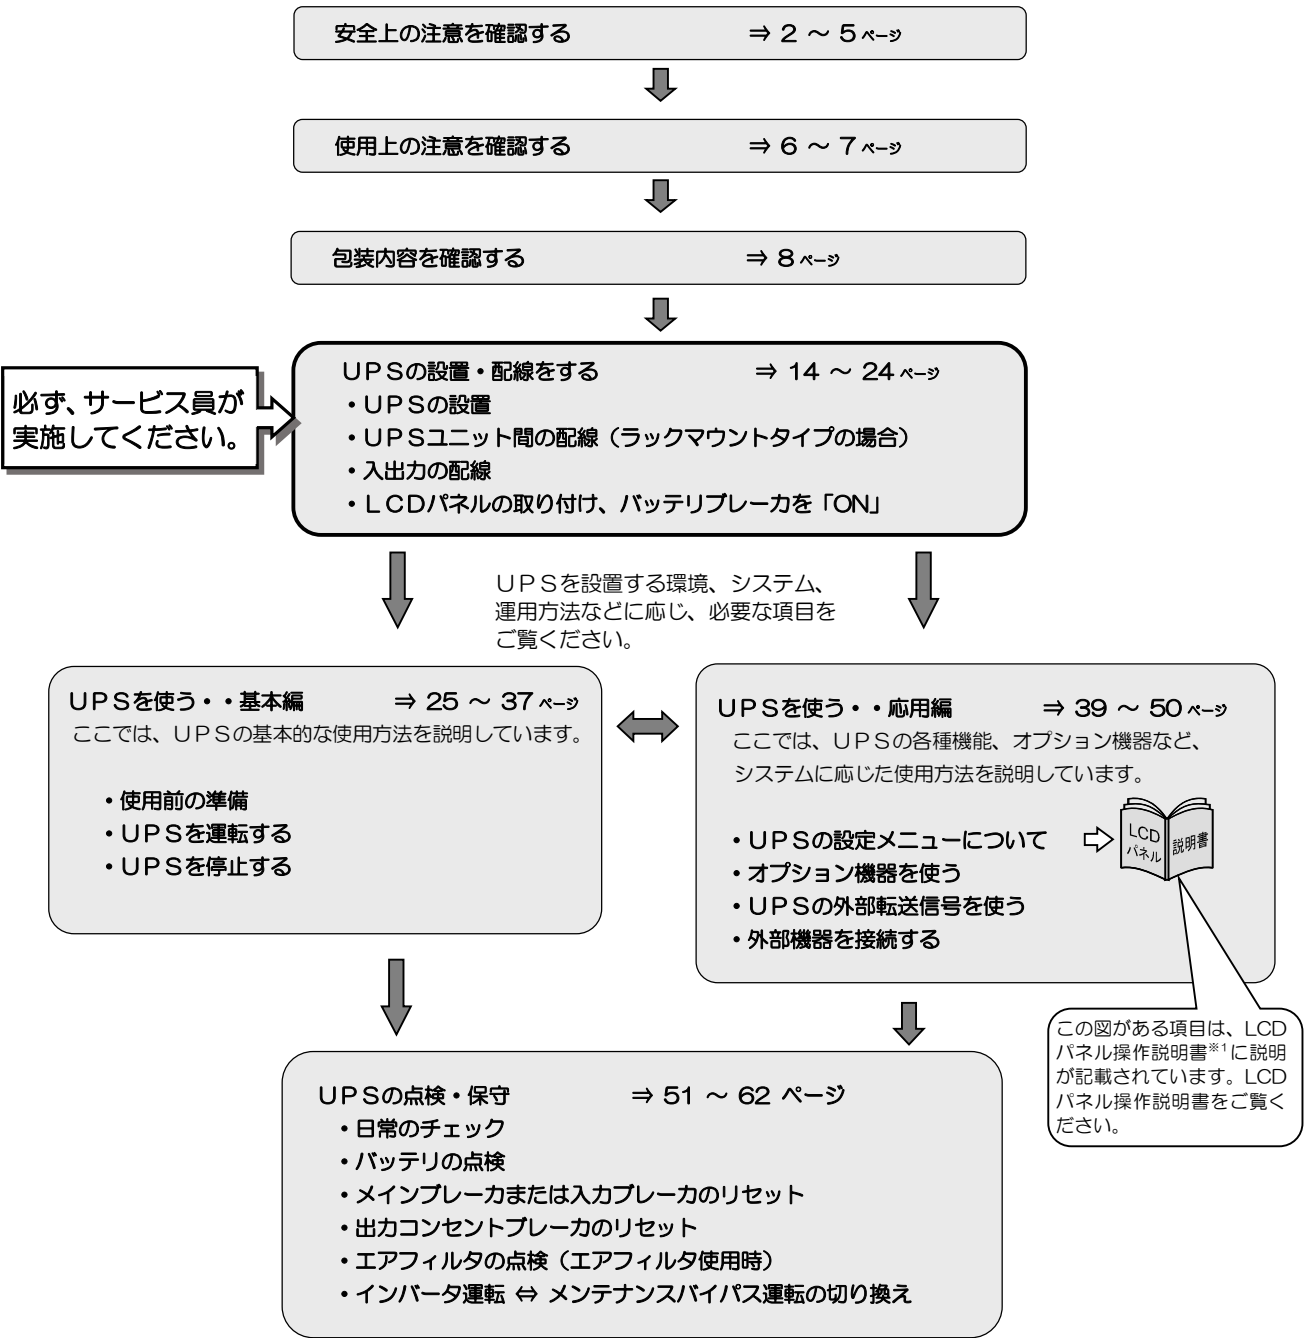 安全上の注意を確認する ⇒ 2 ～ 5 ページ
使用上の注意を確認する ⇒ 6 ～ 7 ページ
包装内容を確認する ⇒ 8 ページ
必ず、サービス員が
実施してください。
UPSの設置・配線をする ⇒ 14 ～ 24 ページ
・UPSの設置
・UPSユニット間の配線（ラックマウントタイプの場合）
・入出力の配線
・LCDパネルの取り付け、バッテリブレーカを「ON」
UPSを設置する環境、システム、
運用方法などに応じ、必要な項目を
ご覧ください。
UPSを使う・・基本編 ⇒ 25 ～ 37 ページ
ここでは、UPSの基本的な使用方法を説明しています。
・使用前の準備
・UPSを運転する
・UPSを停止する
UPSを使う・・応用編 ⇒ 39 ～ 50 ページ
ここでは、UPSの各種機能、オプション機器など、
システムに応じた使用方法を説明しています。
・UPSの設定メニューについて
・オプション機器を使う
・UPSの外部転送信号を使う
・外部機器を接続する
LCD
パネル
説明書
この図がある項目は、LCD
パネル操作説明書※1に説明
が記載されています。LCD
パネル操作説明書をご覧く
ださい。
UPSの点検・保守 ⇒ 51 ～ 62 ページ
・日常のチェック
・バッテリの点検
・メインブレーカまたは入力ブレーカのリセット
・出力コンセントブレーカのリセット
・エアフィルタの点検（エアフィルタ使用時）
・インバータ運転 ⇔ メンテナンスバイパス運転の切り換え